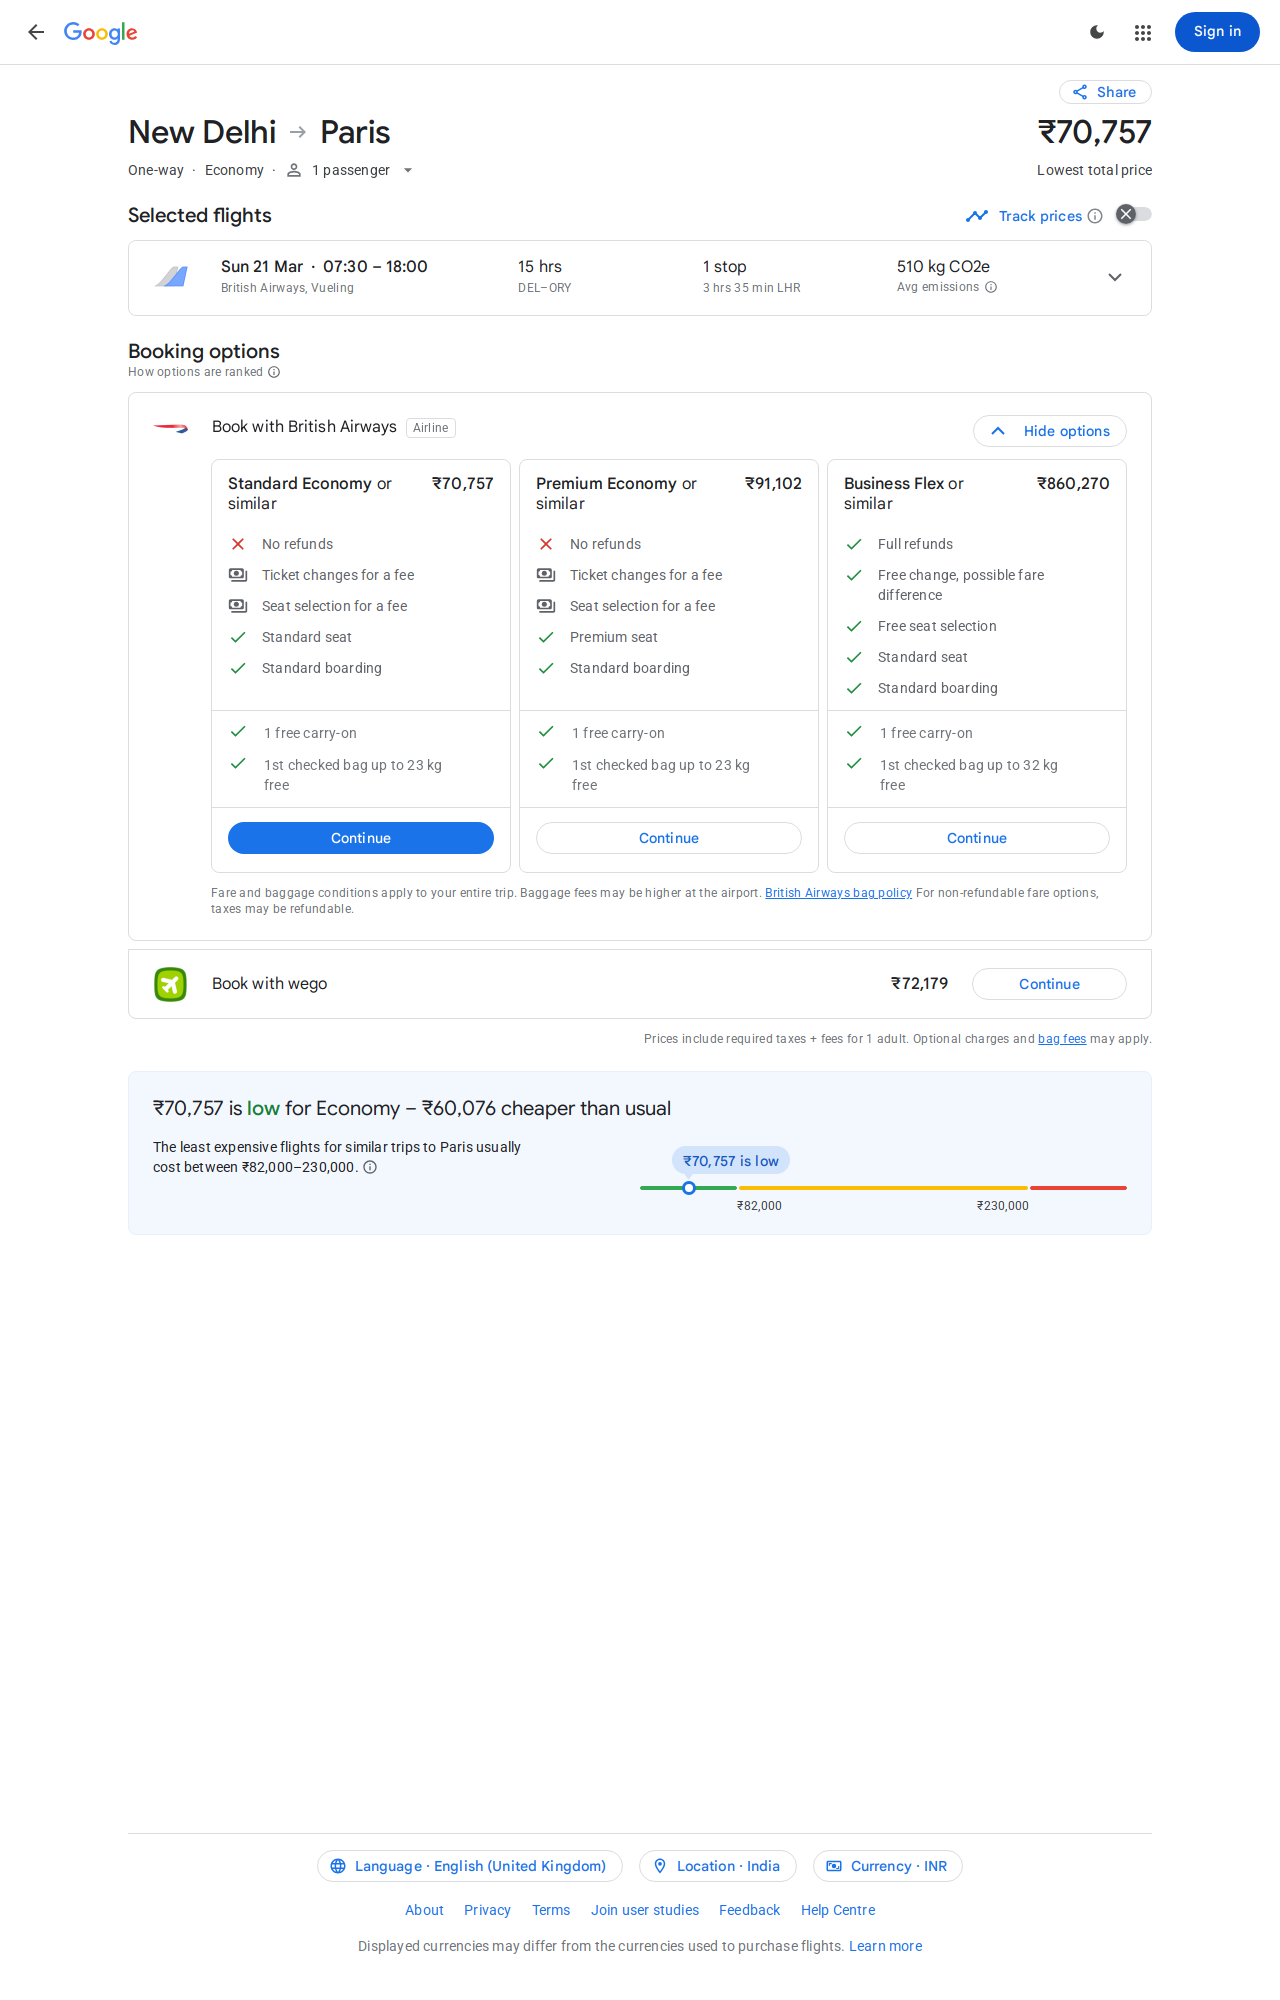 Google
Sign in
Share
New Delhi → Paris
₹70,757
One-way · Economy · 1 passenger
Lowest total price
Selected flights
Track prices
Sun 21 Mar · 07:30 – 18:00
15 hrs
1 stop
510 kg CO2e
British Airways, Vueling
DEL–ORY
3 hrs 35 min LHR
Avg emissions
Booking options
How options are ranked
Book with British Airways Airline
Hide options
Standard Economy or similar
₹70,757
No refunds
Ticket changes for a fee
Seat selection for a fee
Standard seat
Standard boarding
1 free carry-on
1st checked bag up to 23 kg
free
Continue
Premium Economy or similar
₹91,102
No refunds
Ticket changes for a fee
Seat selection for a fee
Premium seat
Standard boarding
1 free carry-on
1st checked bag up to 23 kg
free
Continue
Business Flex or similar
₹860,270
Full refunds
Free change, possible fare
difference
Free seat selection
Standard seat
Standard boarding
1 free carry-on
1st checked bag up to 32 kg
free
Continue
Fare and baggage conditions apply to your entire trip. Baggage fees may be higher at the airport. British Airways bag policy For non-refundable fare options,
taxes may be refundable.
Book with wego
₹72,179
Continue
Prices include required taxes + fees for 1 adult. Optional charges and bag fees may apply.
₹70,757 is low for Economy – ₹60,076 cheaper than usual
The least expensive flights for similar trips to Paris usually
cost between ₹82,000–230,000.
₹70,757 is low
₹82,000
₹230,000
Language · English (United Kingdom)
Location · India
Currency · INR
About
Privacy
Terms
Join user studies
Feedback
Help Centre
Displayed currencies may differ from the currencies used to purchase flights. Learn more